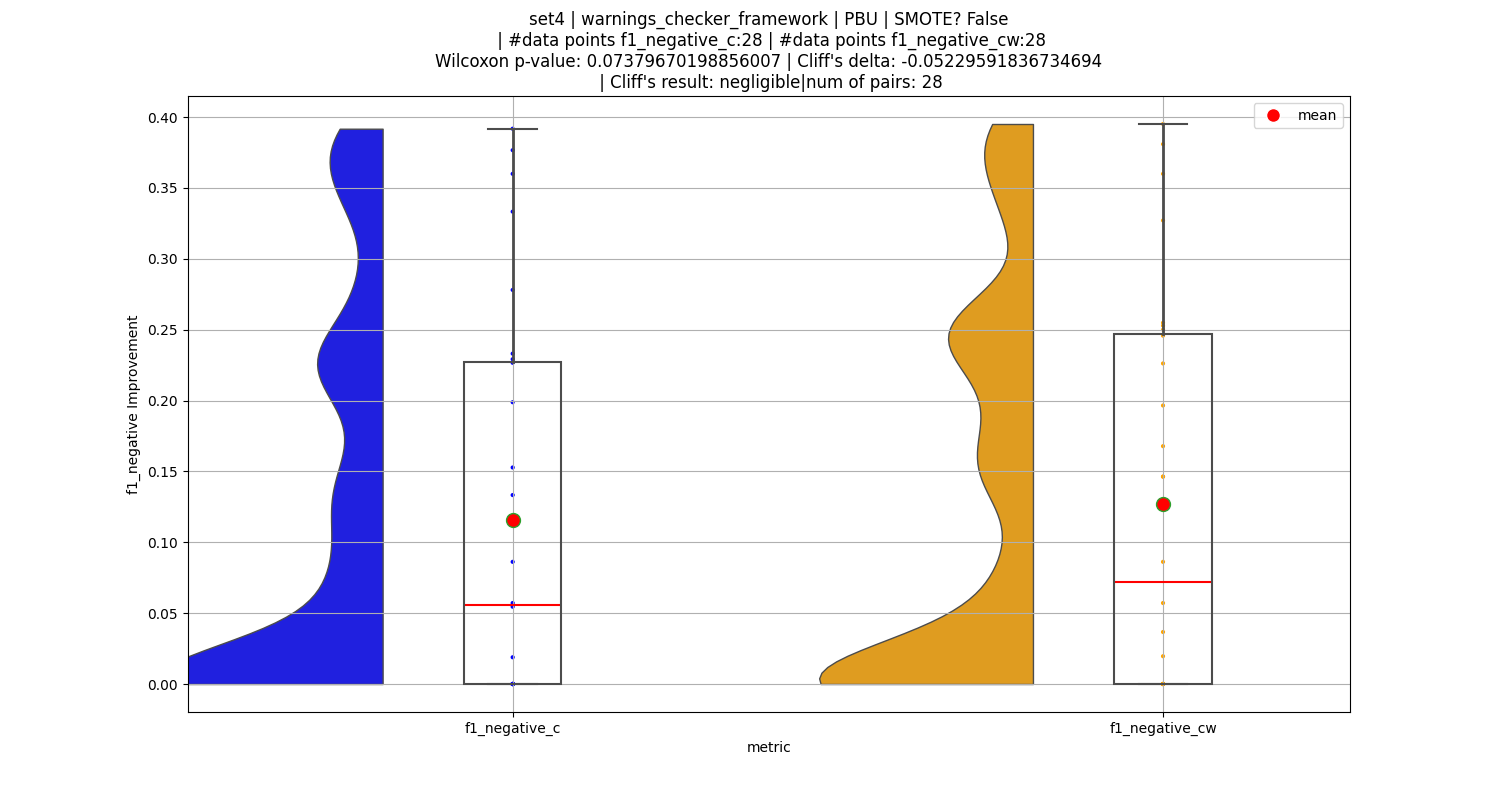 set4 | warnings_checker_framework | PBU | SMOTE? False
| #data points f1_negative_c:28 | #data points f1_negative_cw:28
Wilcoxon p-value: 0.07379670198856007 | Cliff's delta: -0.05229591836734694
| Cliff's result: negligible|num of pairs: 28
mean
0.40
0.35
0.30
0.25
0.20
0.15
0.10
0.05
0.00
f1_negative Improvement
f1_negative_c
f1_negative_cw
metric